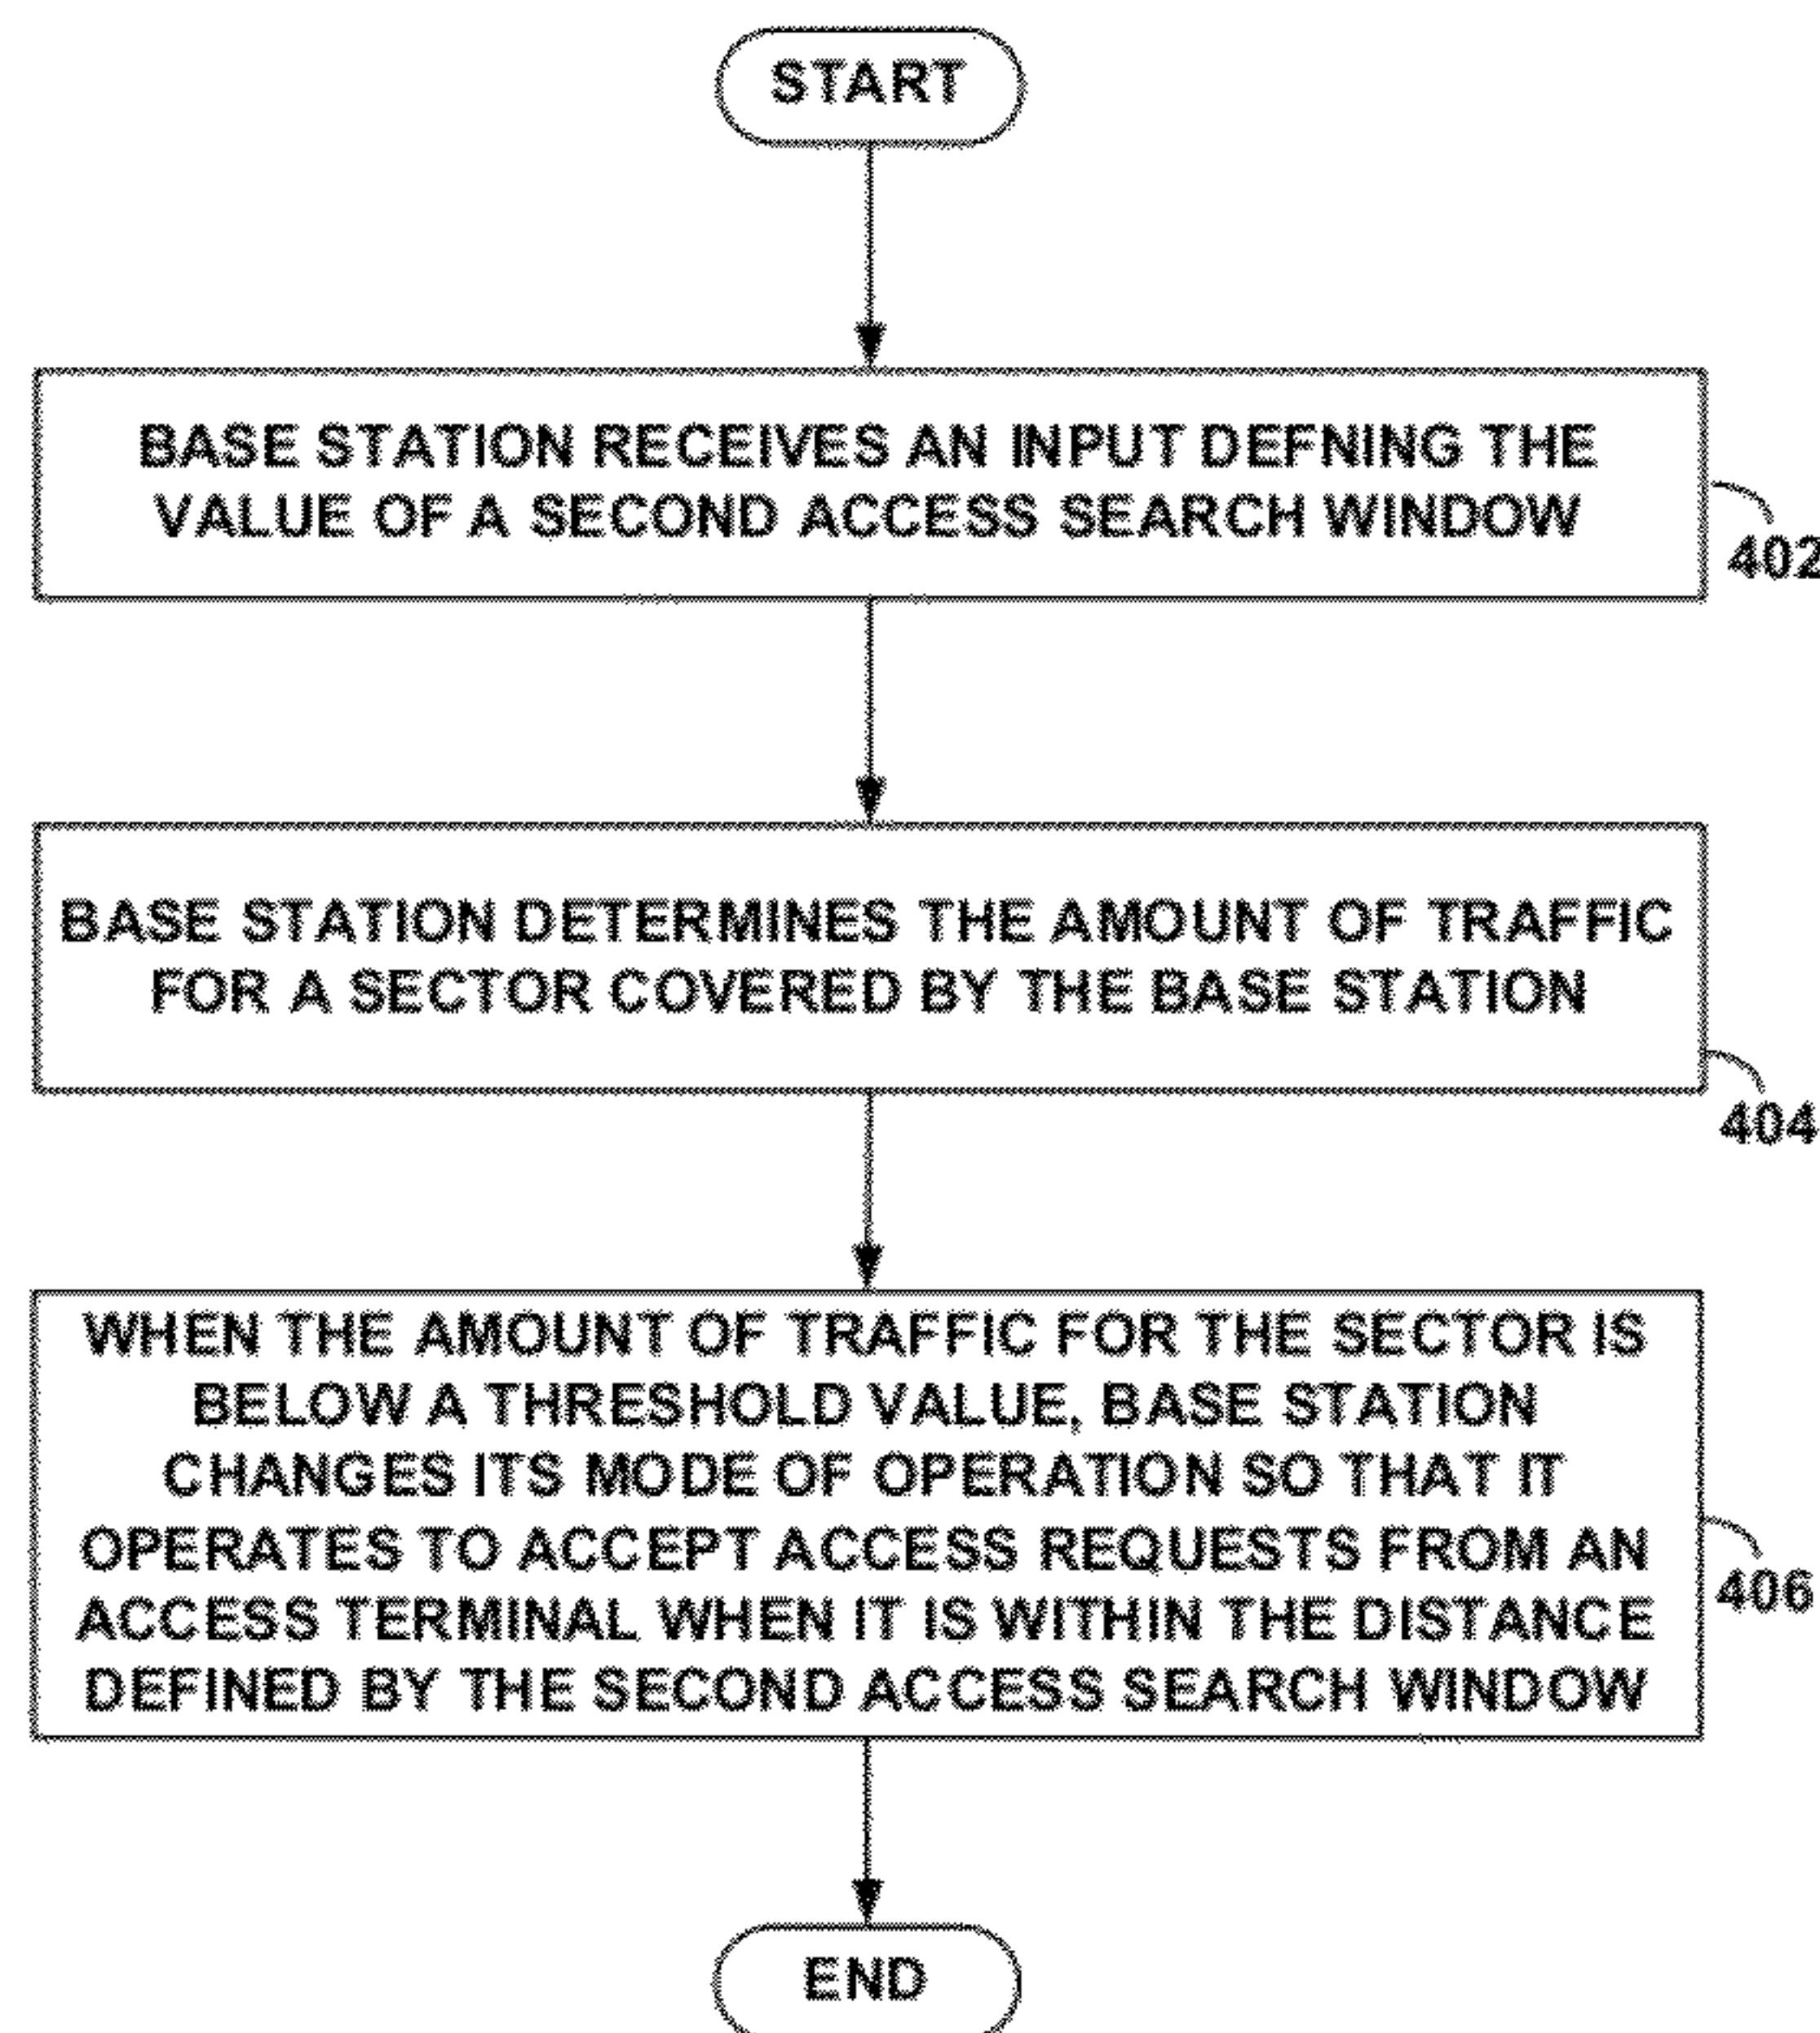 START
BASE STATION RECEIVES AN INPUT DEFNING THE
VALUE OF A SECOND ACCESS SEARCH WINDOW
402
BASE STATION DETERMINES THE AMOUNT OF TRAFFIC
FOR A SECTOR COVERED BY THE BASE STATION
404
WHEN THE AMOUNT OF TRAFFIC FOR THE SECTOR IS
BELOW A THRESHOLD VALUE, BASE STATION
CHANGES ITS MODE OF OPERATION SO THAT IT
OPERATES TO ACCEPT ACCESS REQUESTS FROM AN
ACCESS TERMINAL WHEN IT IS WITHIN THE DISTANCE
DEFINED BY THE SECOND ACCESS SEARCH WINDOW
406
END